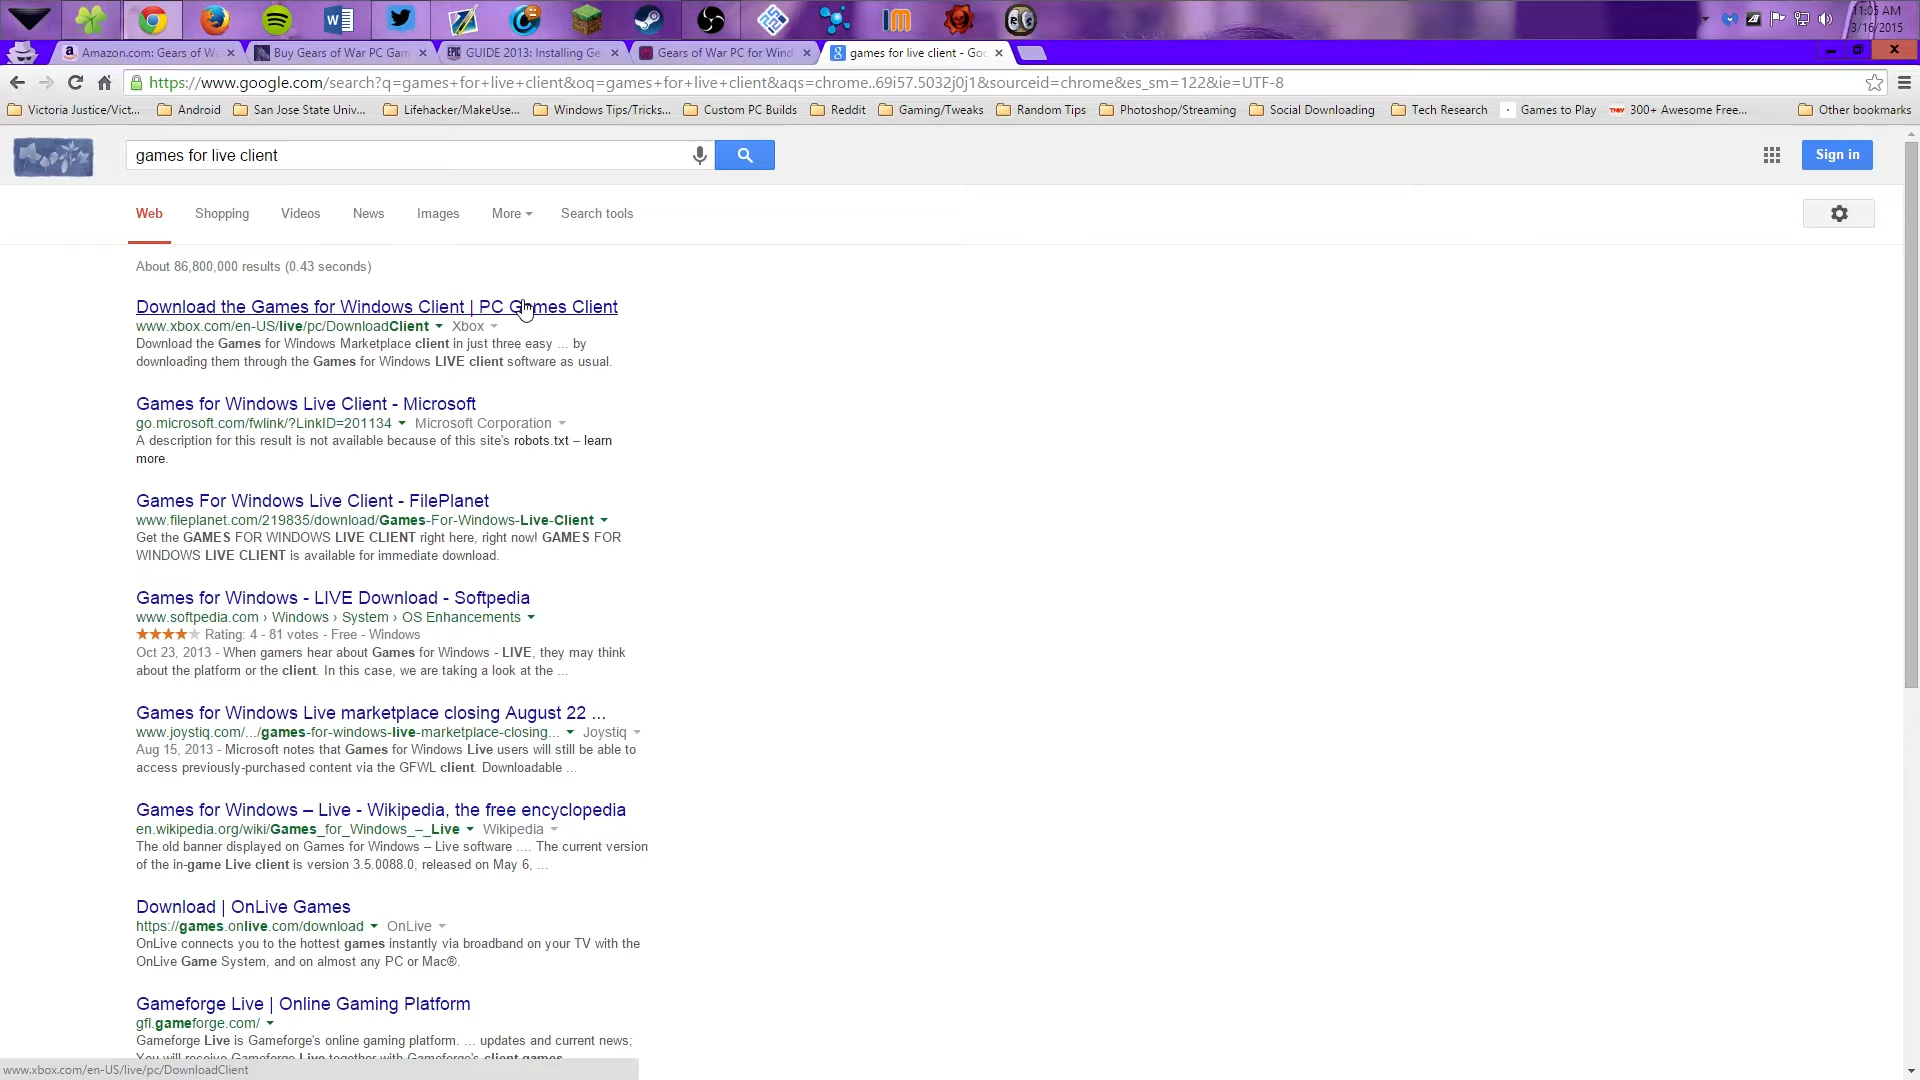 11:05 AM
3/16/2015
Amazon.com: Gears of W
Buy Gears of War PC Gam
GUIDE 2013: Installing Ge
Gears of War PC for Wind
games for live client - Goo
https://www.google.com/search?q=games+for+live+client&oq=games+for+live+client&aqs=chrome..69i57.5032j0j1&sourceid=chrome&es_sm=122&ie=UTF-8
Victoria Justice/Vict...
Android
San Jose State Univ...
Lifehacker/MakeUse...
Windows Tips/Tricks...
Custom PC Builds
Reddit
Gaming/Tweaks
Random Tips
Photoshop/Streaming
Social Downloading
Tech Research
Games to Play
TNW 300+ Awesome Free...
Other bookmarks
games for live client
Sign in
Web
Shopping
Videos
News
Images
More
Search tools
About 86,800,000 results (0.43 seconds)
Download the Games for Windows Client | PC Games Client
www.xbox.com/en-US/live/pc/DownloadClient Xbox
Download the Games for Windows Marketplace client in just three easy ... by
downloading them through the Games for Windows LIVE client software as usual.
Games for Windows Live Client - Microsoft
go.microsoft.com/fwlink/?LinkID=201134 Microsoft Corporation
A description for this result is not available because of this site's robots.txt – learn
more.
Games For Windows Live Client - FilePlanet
www.fileplanet.com/219835/download/Games-For-Windows-Live-Client
Get the GAMES FOR WINDOWS LIVE CLIENT right here, right now! GAMES FOR
WINDOWS LIVE CLIENT is available for immediate download.
Games for Windows - LIVE Download - Softpedia
www.softpedia.com › Windows › System › OS Enhancements
Rating: 4 - 81 votes - Free - Windows
Oct 23, 2013 - When gamers hear about Games for Windows - LIVE, they may think
about the platform or the client. In this case, we are taking a look at the ...
Games for Windows Live marketplace closing August 22 ...
www.joystiq.com/.../games-for-windows-live-marketplace-closing... Joystiq
Aug 15, 2013 - Microsoft notes that Games for Windows Live users will still be able to
access previously-purchased content via the GFWL client. Downloadable ...
Games for Windows – Live - Wikipedia, the free encyclopedia
en.wikipedia.org/wiki/Games_for_Windows_–_Live Wikipedia
The old banner displayed on Games for Windows – Live software .... The current version
of the in-game Live client is version 3.5.0088.0, released on May 6, ...
Download | OnLive Games
https://games.onlive.com/download OnLive
OnLive connects you to the hottest games instantly via broadband on your TV with the
OnLive Game System, and on almost any PC or Mac®.
Gameforge Live | Online Gaming Platform
gfl.gameforge.com/
Gameforge Live is Gameforge's online gaming platform. ... updates and current news;
You will receive Gameforge Live together with Gameforge's client games.
www.xbox.com/en-US/live/pc/DownloadClient